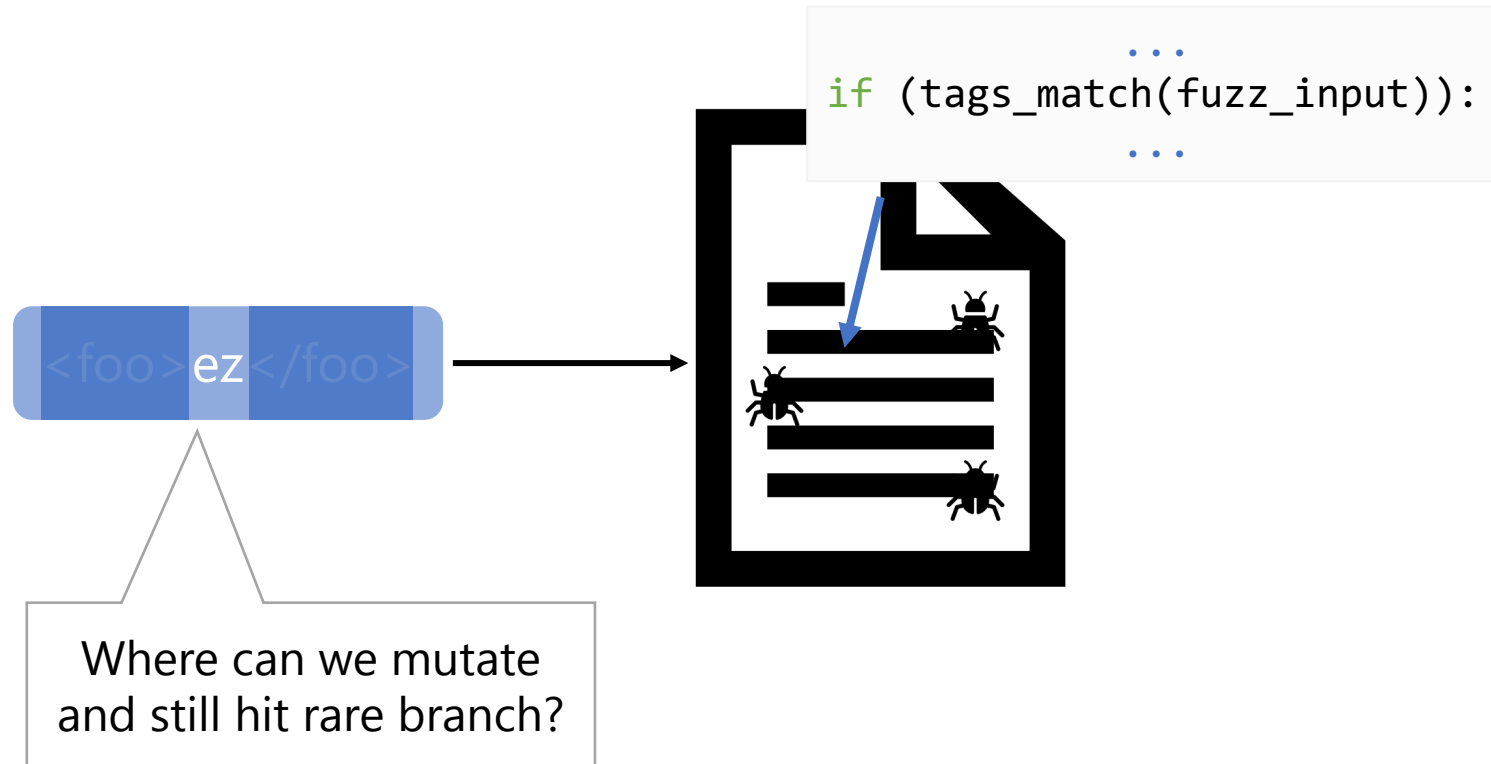 ...
if (tags_match(fuzz_input)):
...
<foo>ez</foo>
Where can we mutate
and still hit rare branch?